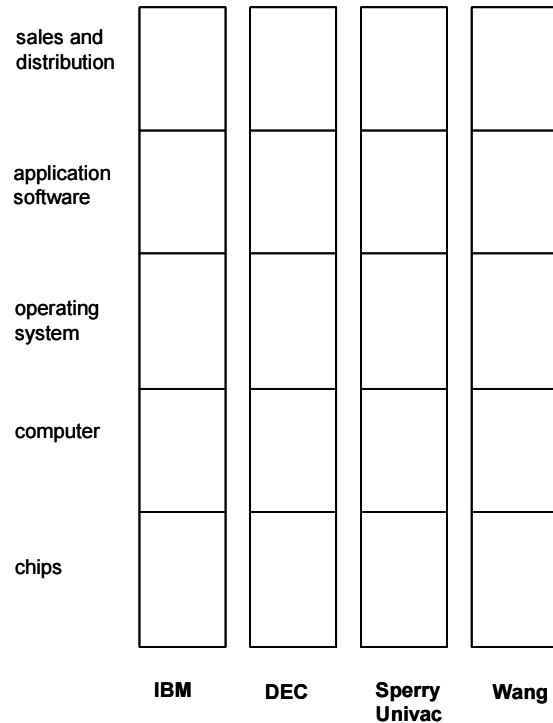 sales and
distribution
application
software
operating
system
computer
chips
IBM
DEC
Sperry
Univac
Wang